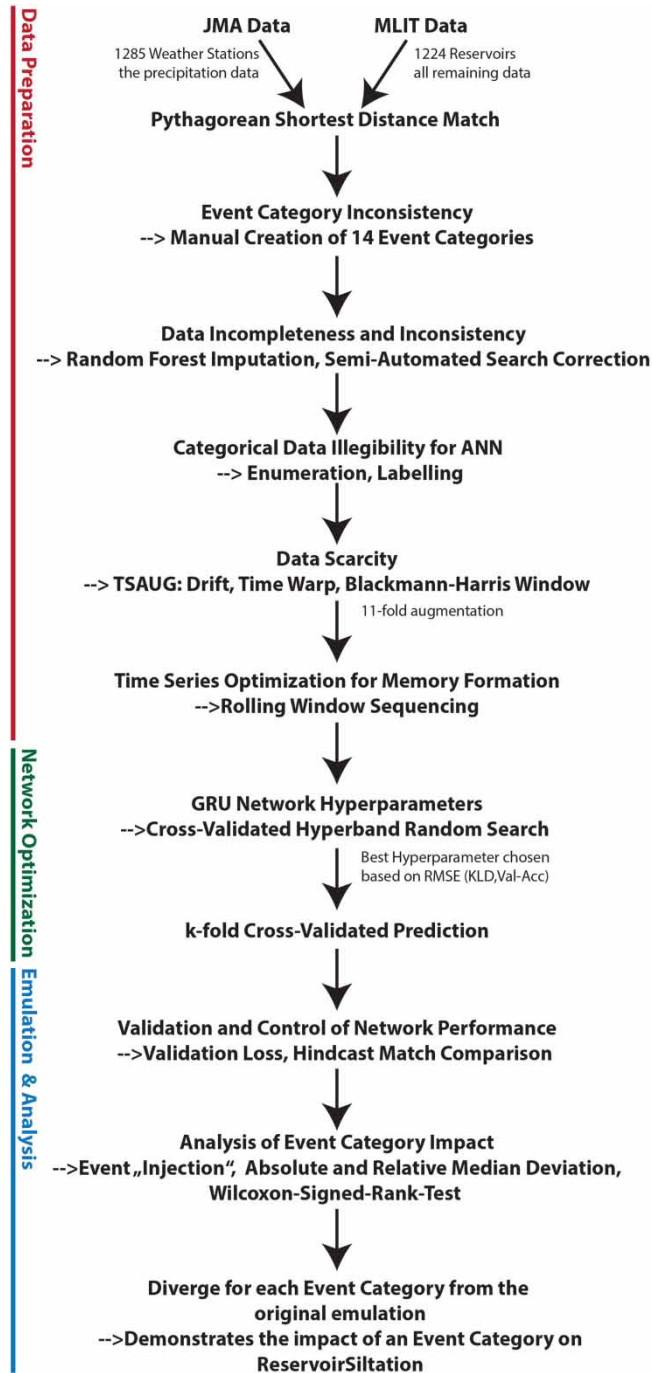 JMA Data
MLIT Data
1285 Weather Stations
the precipitation data
1224 Reservoirs
all remaining data
Pythagorean Shortest Distance Match
Event Category Inconsistency
--> Manual Creation of 14 Event Categories
Data Incompleteness and Inconsistency
--> Random Forest Imputation, Semi-Automated Search Correction
Categorical Data Illegibility for ANN
--> Enumeration, Labelling
Data Scarcity
--> TSAUG: Drift, Time Warp, Blackmann-Harris Window
11-fold augmentation
Time Series Optimization for Memory Formation
-->Rolling Window Sequencing
GRU Network Hyperparameters
-->Cross-Validated Hyperband Random Search
Best Hyperparameter chosen
based on RMSE (KLD,Val-Acc)
k-fold Cross-Validated Prediction
Validation and Control of Network Performance
-->Validation Loss, Hindcast Match Comparison
Analysis of Event Category Impact
-->Event „Injection“, Absolute and Relative Median Deviation,
Wilcoxon-Signed-Rank-Test
Diverge for each Event Category from the
original emulation
-->Demonstrates the impact of an Event Category on
ReservoirSiltation
Data Preparation
Network Optimization
Emulation & Analysis